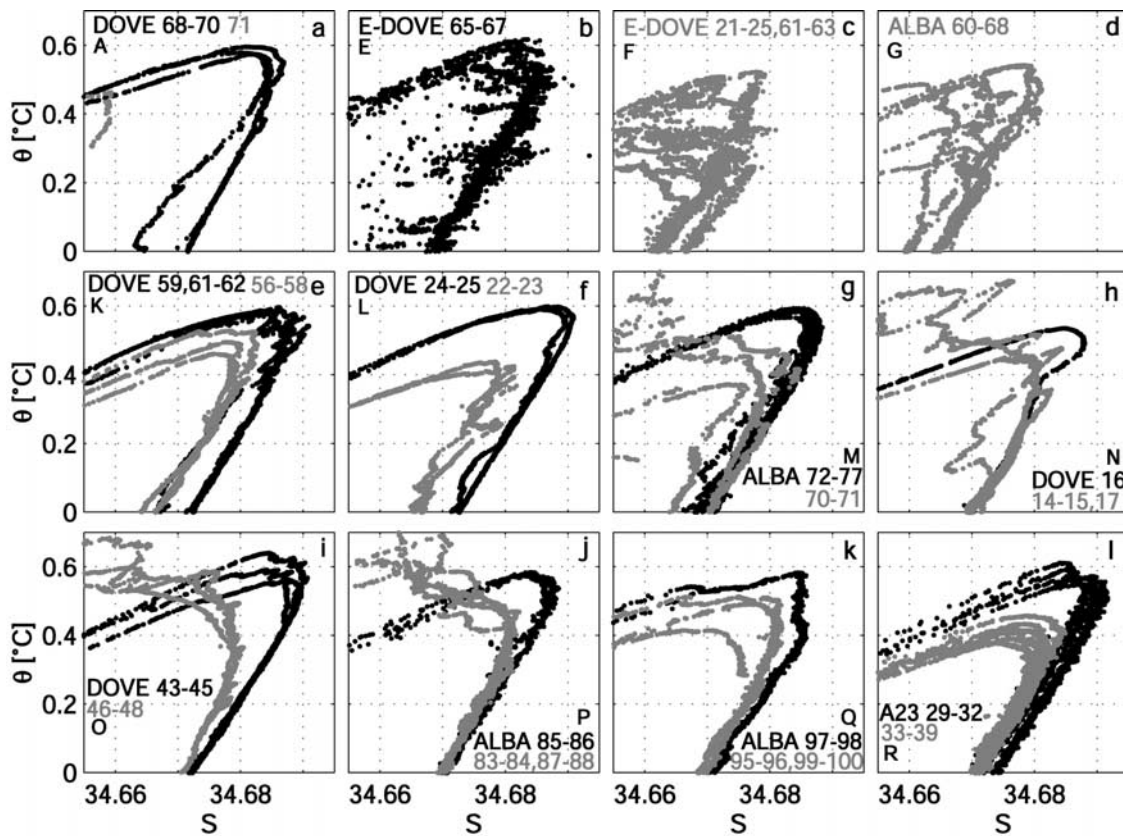 DOVE 68-70 71 a
A
E-DOVE 65-67 b
E
E-DOVE 21-25,61-63 c
F
ALBA 60-68 d
G
0.6
0.4
0.2
0
θ [°C]
DOVE 59,61-62 56-58 e
K
DOVE 24-25 22-23 f
L
g
M
ALBA 72-77
70-71
h
N
DOVE 16
14-15,17
0.6
0.4
0.2
0
θ [°C]
i
DOVE 43-45
46-48
O
j
P
ALBA 85-86
83-84,87-88
k
Q
ALBA 97-98
95-96,99-100
l
A23 29-32
33-39
R
0.6
0.4
0.2
0
θ [°C]
34.66 34.68 34.66 34.68 34.66 34.68 34.66 34.68
S S S S